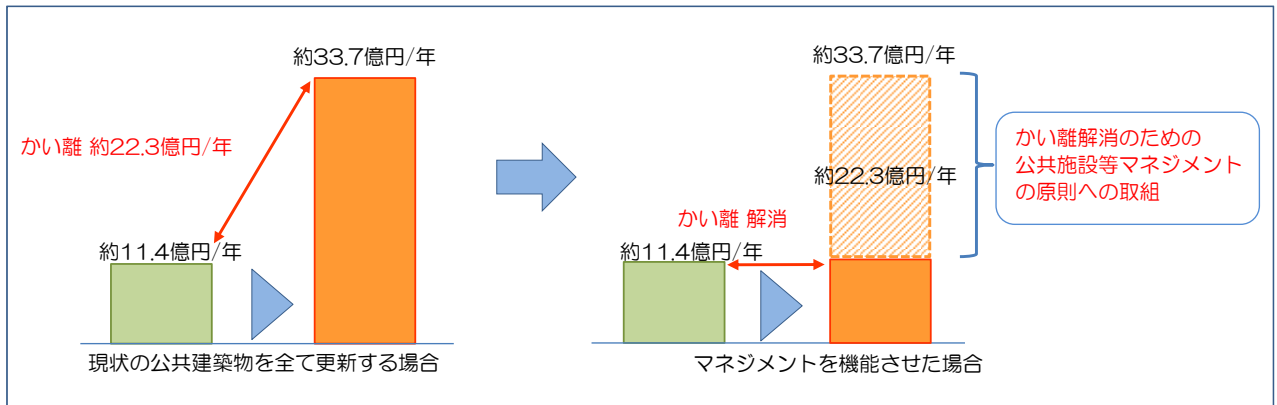 約33.7億円/年
かい離 約22.3億円/年
約11.4億円/年
現状の公共建築物を全て更新する場合
約33.7億円/年
約22.3億円/年
かい離 解消
約11.4億円/年
マネジメントを機能させた場合
かい離解消のための
公共施設等マネジメント
の原則への取組